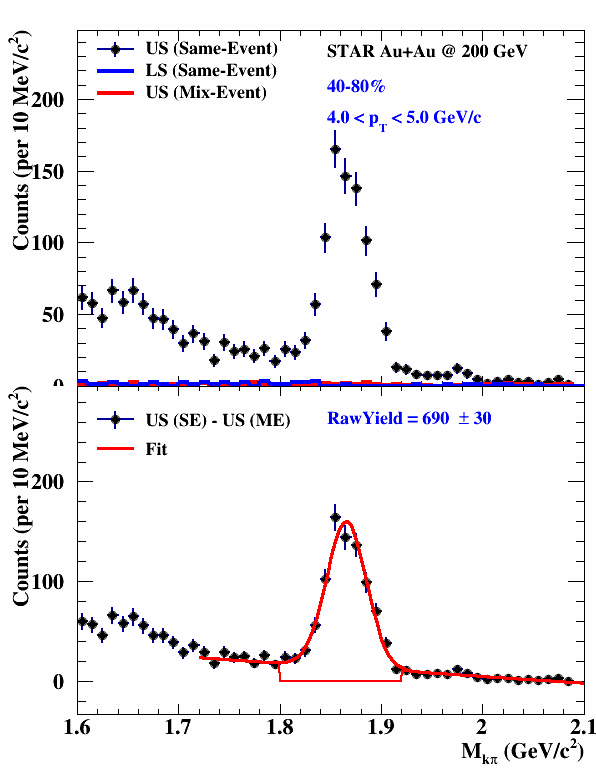 US (Same-Event)
LS (Same-Event)
US (Mix-Event)
STAR Au+Au @ 200 GeV
40-80%
4.0 < pT < 5.0 GeV/c
Counts (per 10 MeV/c2)
200
150
100
50
0
US (SE) - US (ME)
Fit
RawYield = 690 ± 30
Counts (per 10 MeV/c2)
200
100
0
1.6 1.7 1.8 1.9 2 2.1
Mkπ (GeV/c2)